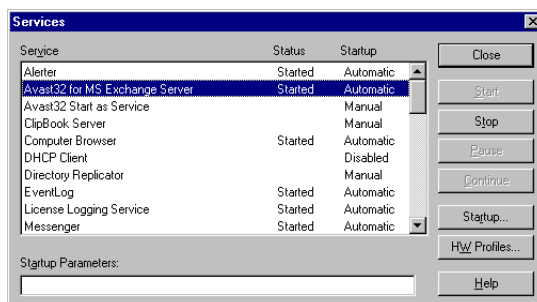 Services
Service Status Startup
Alerter Started Automatic
Avast32 for MS Exchange Server Started Automatic
Avast32 Start as Service Manual
ClipBook Server Manual
Computer Browser Started Automatic
DHCP Client Disabled
Directory Replicator Manual
EventLog Started Automatic
License Logging Service Started Automatic
Messenger Started Automatic
Startup Parameters:
Close
Start
Stop
Pause
Continue
Startup...
HW Profiles...
Help